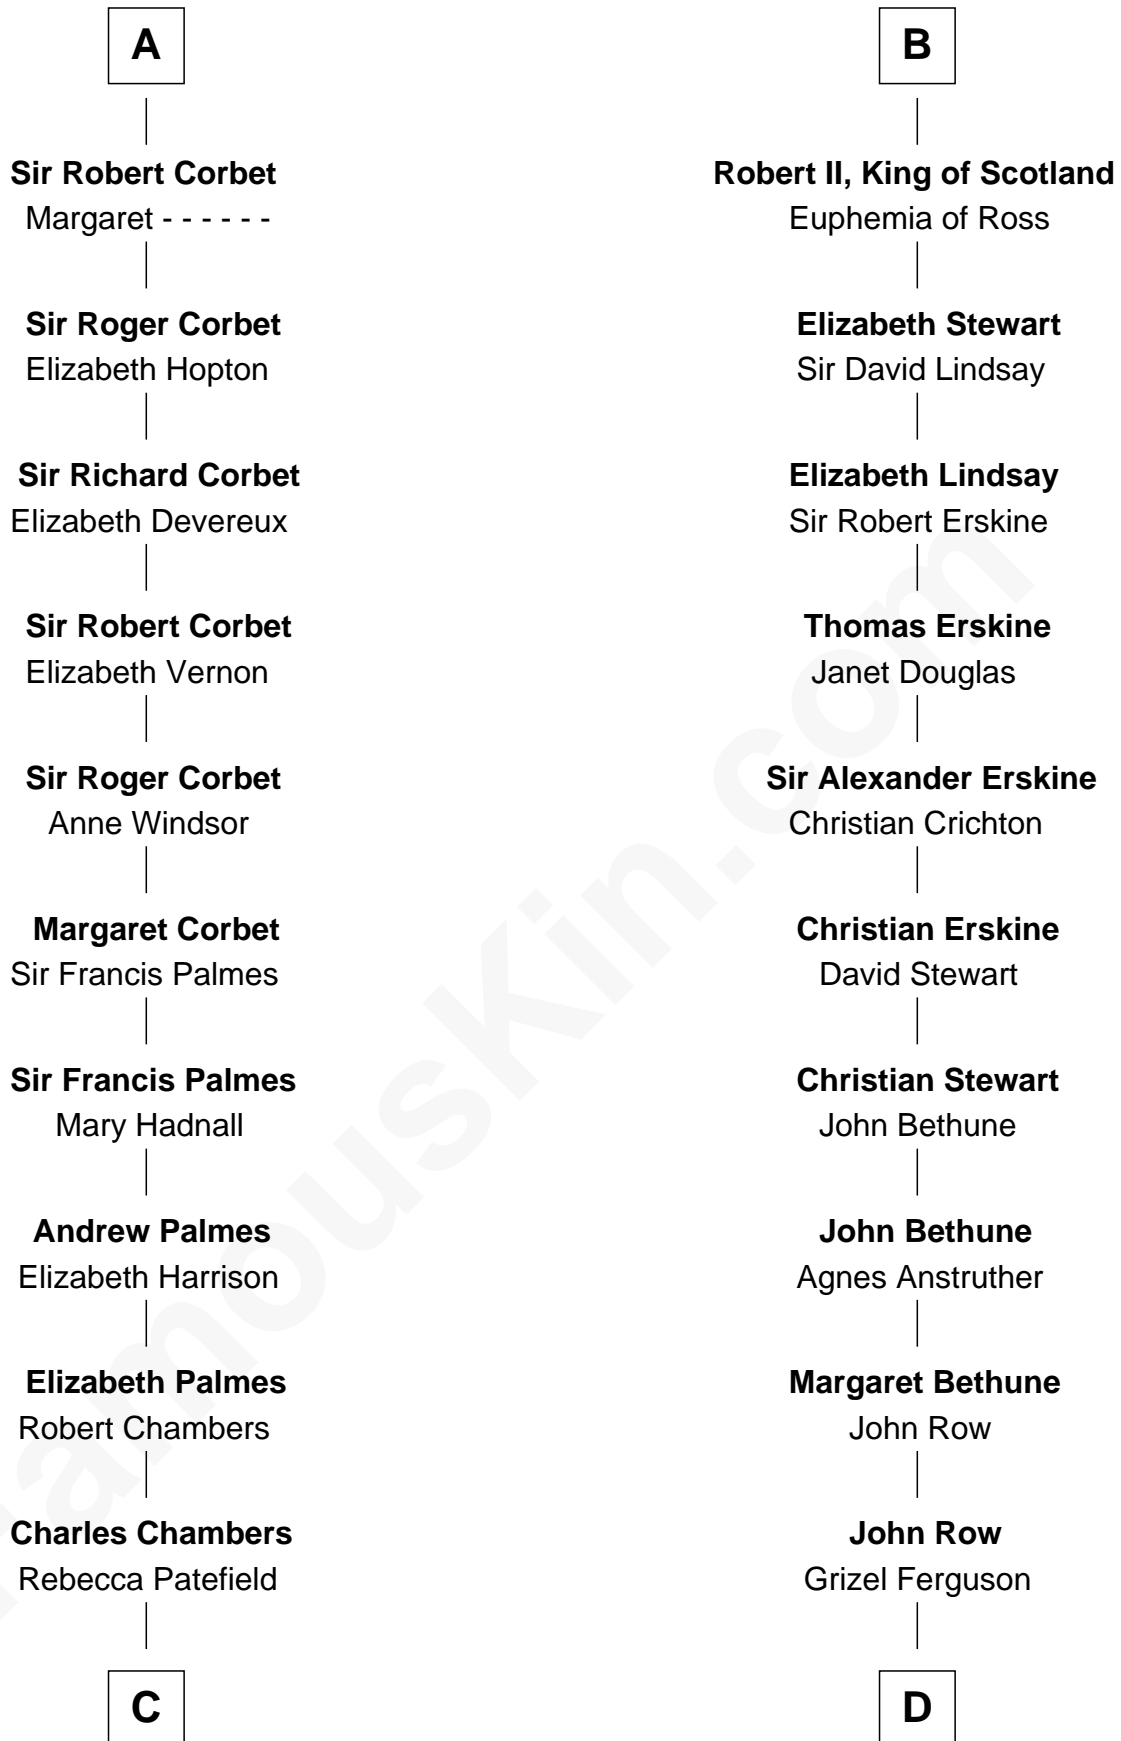 A
Sir Robert Corbet
Margaret - - - - - -
Sir Roger Corbet
Elizabeth Hopton
Sir Richard Corbet
Elizabeth Devereux
Sir Robert Corbet
Elizabeth Vernon
Sir Roger Corbet
Anne Windsor
Margaret Corbet
Sir Francis Palmes
Sir Francis Palmes
Mary Hadnall
Andrew Palmes
Elizabeth Harrison
Elizabeth Palmes
Robert Chambers
Charles Chambers
Rebecca Patefield
C
B
Robert II, King of Scotland
Euphemia of Ross
Elizabeth Stewart
Sir David Lindsay
Elizabeth Lindsay
Sir Robert Erskine
Thomas Erskine
Janet Douglas
Sir Alexander Erskine
Christian Crichton
Christian Erskine
David Stewart
Christian Stewart
John Bethune
John Bethune
Agnes Anstruther
Margaret Bethune
John Row
John Row
Grizel Ferguson
D
FamousKin.com